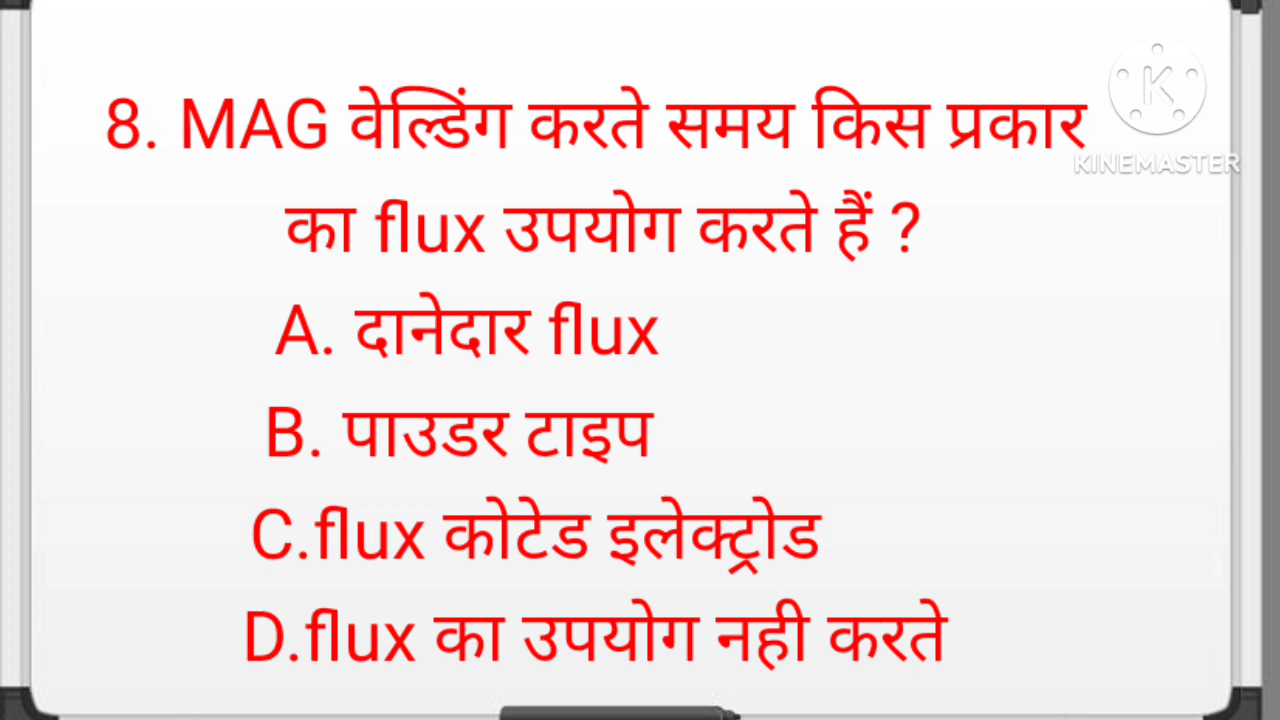 8. MAG वेल्डिंग करते समय किस प्रकार
का flux उपयोग करते हैं ?
A. दानेदार flux
B. पाउडर टाइप
C.flux कोटेड इलेक्ट्रोड
D.flux का उपयोग नही करते
K
KINEMASTER